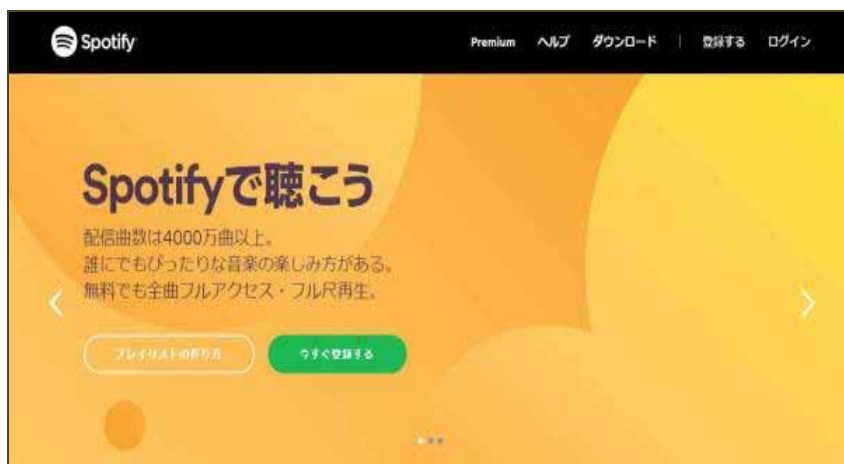 Spotify
Premium ヘルプ ダウンロード | 登録する ログイン
Spotifyで聴こう
配信曲数は4000万曲以上。
誰にでもぴったりな音楽の楽しみ方がある。
無料でも全曲フルアクセス・フル尺再生。
プレイリストの作り方 今すぐ登録する